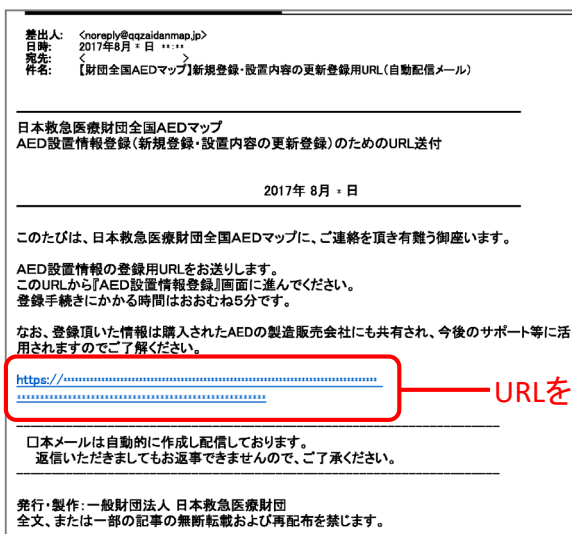 差出人: <noreply@qqzaidanmap.jp>
日時: 2017年8月 * 日 **:**
宛先: < >
件名: 【財団全国AEDマップ】新規登録・設置内容の更新登録用URL(自動配信メール)
日本救急医療財団全国AEDマップ
AED設置情報登録(新規登録・設置内容の更新登録)のためのURL送付
2017年 8月 * 日
このたびは、日本救急医療財団全国AEDマップに、ご連絡を頂き有難う御座います。
AED設置情報の登録用URLをお送りします。
このURLから『AED設置情報登録』画面に進んでください。
登録手続きにかかる時間はおおむね5分です。
なお、登録頂いた情報は購入されたAEDの製造販売会社にも共有され、今後のサポート等に活
用されますのでご了解ください。
https://
URLを
口本メールは自動的に作成し配信しております。
返信いただきましてもお返事できませんので、ご了承ください。
発行・製作:一般財団法人 日本救急医療財団
全文、または一部の記事の無断転載および再配布を禁じます。